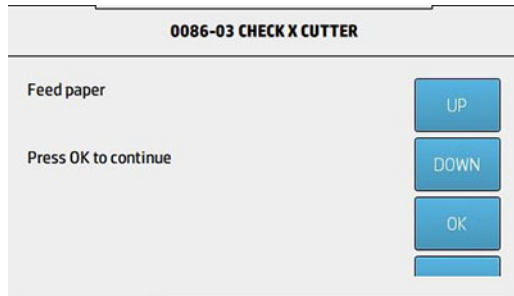 0086-03 CHECK X CUTTER
Feed paper
UP
Press OK to continue
DOWN
OK